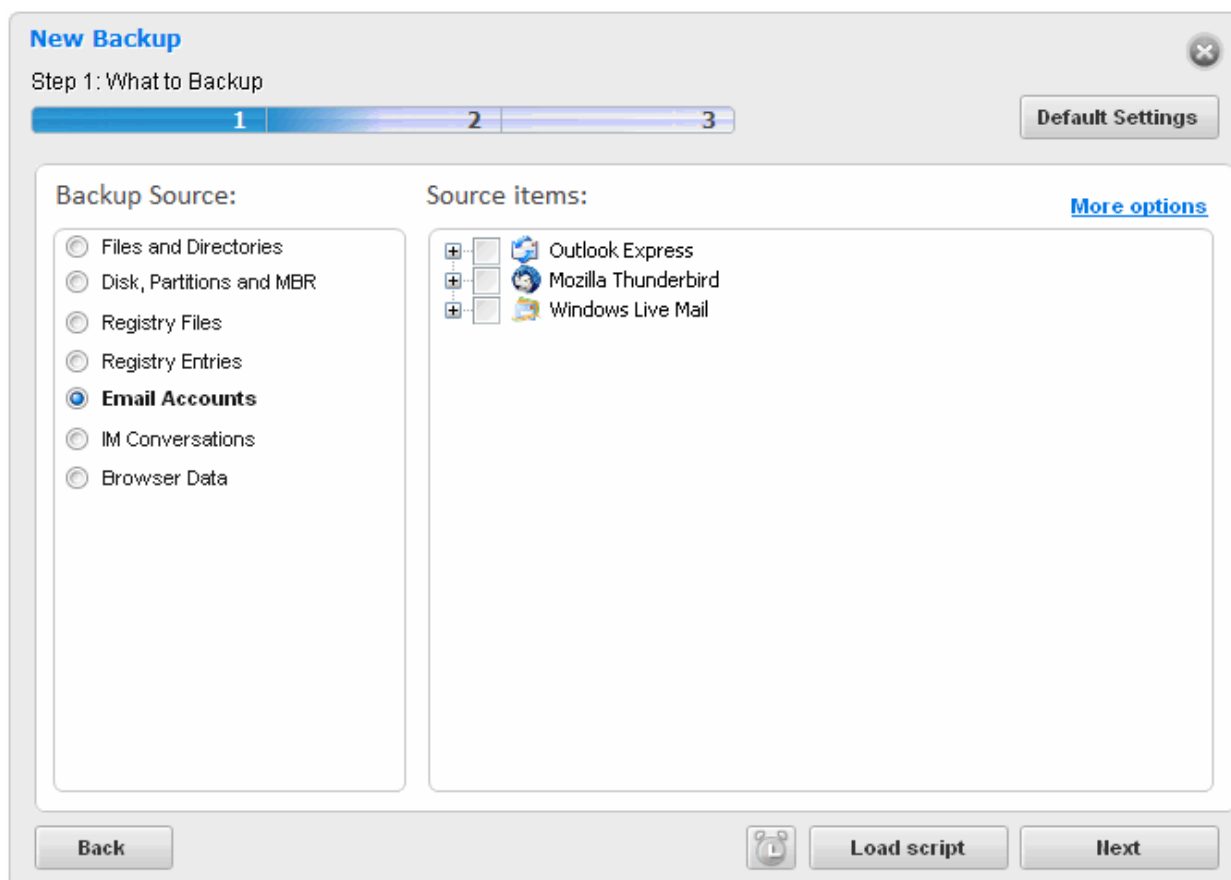 New Backup
Step 1: What to Backup
1 2 3
Default Settings
Backup Source:
Files and Directories
Disk, Partitions and MBR
Registry Files
Registry Entries
Email Accounts
IM Conversations
Browser Data
Source items:
More options
Outlook Express
Mozilla Thunderbird
Windows Live Mail
Back
Load script
Next